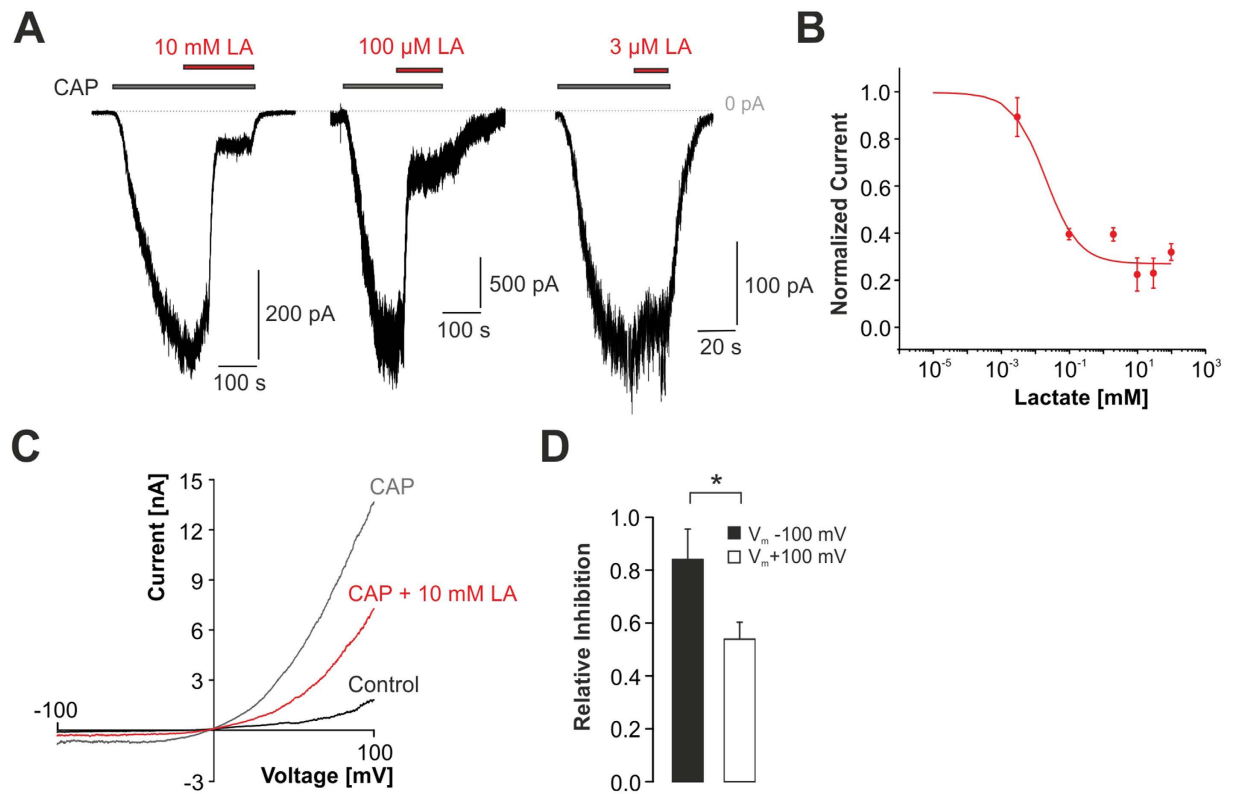 A
10 mM LA
100 µM LA
3 µM LA
CAP
0 pA
200 pA
100 s
500 pA
100 s
100 pA
20 s
B
Normalized Current
1.0
0.8
0.6
0.4
0.2
0.0
10⁻⁵
10⁻³
10⁻¹
10¹
10³
Lactate [mM]
C
Current [nA]
15
12
9
6
3
-3
-100
100
CAP
CAP + 10 mM LA
Control
Voltage [mV]
D
*
Relative Inhibition
1.0
0.8
0.6
0.4
0.2
0.0
Vm -100 mV
Vm+100 mV